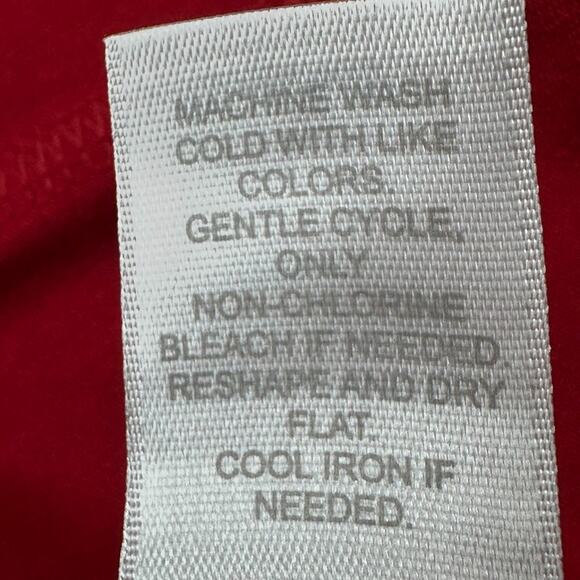 MACHINE WASH
COLD WITH LIKE
COLORS.
GENTLE CYCLE,
ONLY
NON-CHLORINE
BLEACH IF NEEDED.
RESHAPE AND DRY
FLAT.
COOL IRON IF
NEEDED.